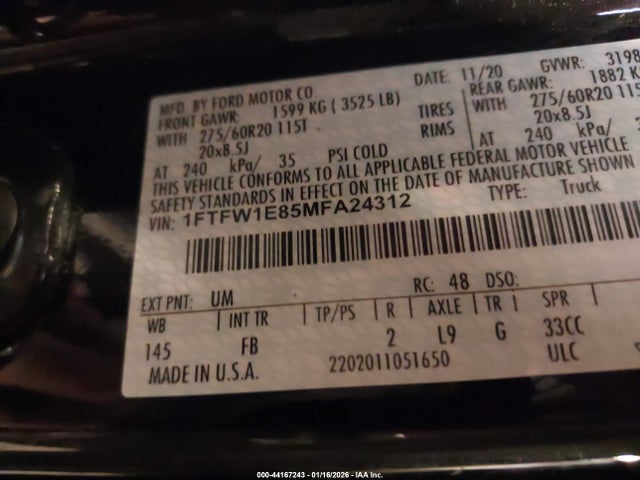 MFD. BY FORD MOTOR CO
DATE: 11/20 GVWR: 3198
FRONT GAWR: 1599 KG ( 3525 LB)
REAR GAWR: 1882 K
WITH 275/60R20 115T TIRES
WITH 275/60R20 115
20x8.5J RIMS
20x8.5J
AT 240 kPa/ 35 PSI COLD
AT 240 kPa/
THIS VEHICLE CONFORMS TO ALL APPLICABLE FEDERAL MOTOR VEHICLE
SAFETY STANDARDS IN EFFECT ON THE DATE OF MANUFACTURE SHOWN
VIN: 1FTFW1E85MFA24312
TYPE: Truck
EXT PNT: UM RC: 48 DSO:
WB INT TR TP/PS R AXLE TR SPR
145 FB 2 L9 G 33CC
MADE IN U.S.A. 2202011051650 ULC
000-44167243 - 01/16/2026 - IAA Inc.